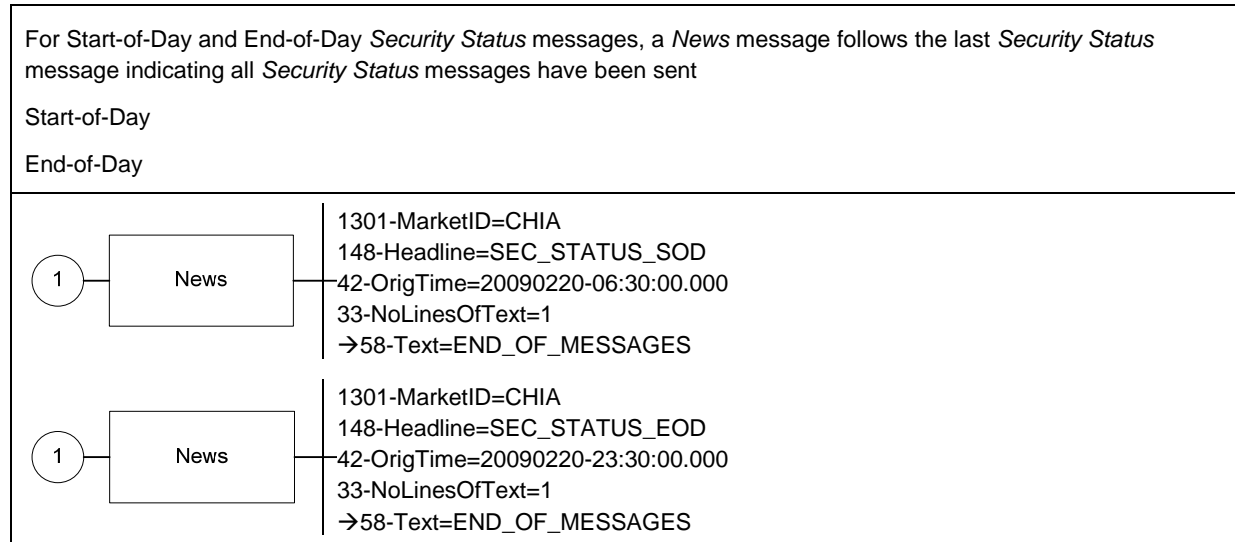 For Start-of-Day and End-of-Day Security Status messages, a News message follows the last Security Status
message indicating all Security Status messages have been sent
Start-of-Day
End-of-Day
1301-MarketID=CHIA
148-Headline=SEC_STATUS_SOD
1 News 42-OrigTime=20090220-06:30:00.000
33-NoLinesOfText=1
→58-Text=END_OF_MESSAGES
1301-MarketID=CHIA
148-Headline=SEC_STATUS_EOD
1 News 42-OrigTime=20090220-23:30:00.000
33-NoLinesOfText=1
→58-Text=END_OF_MESSAGES